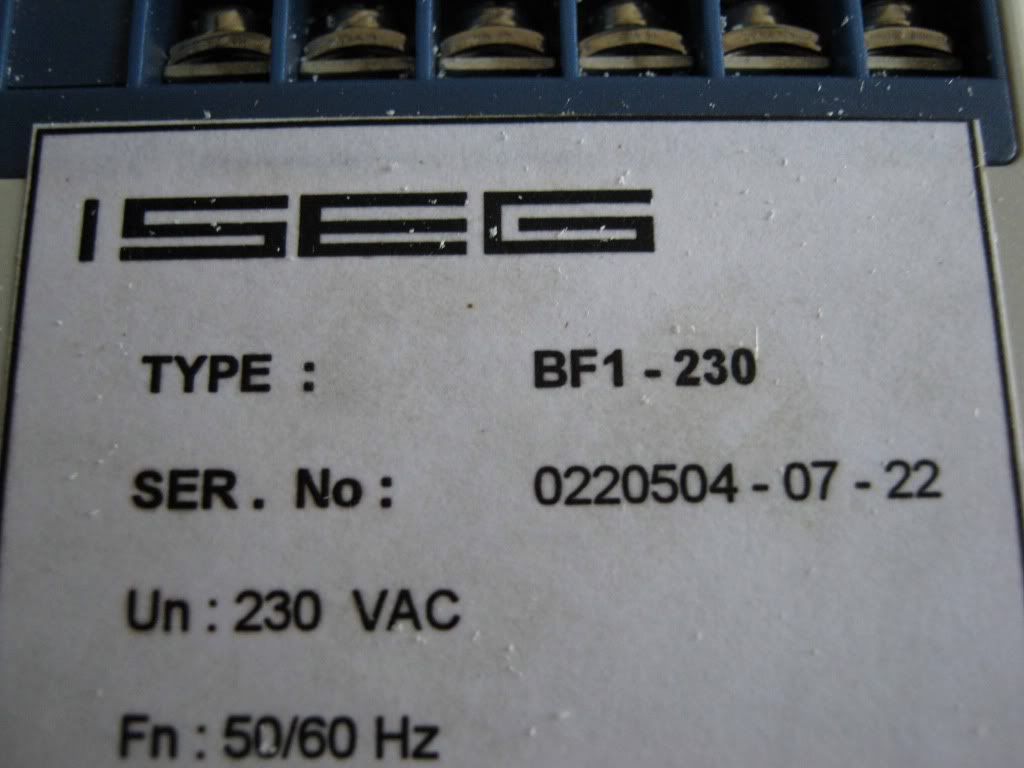 ISEG
TYPE : BF1 - 230
SER . No : 0220504 - 07 - 22
Un : 230 VAC
Fn : 50/60 Hz